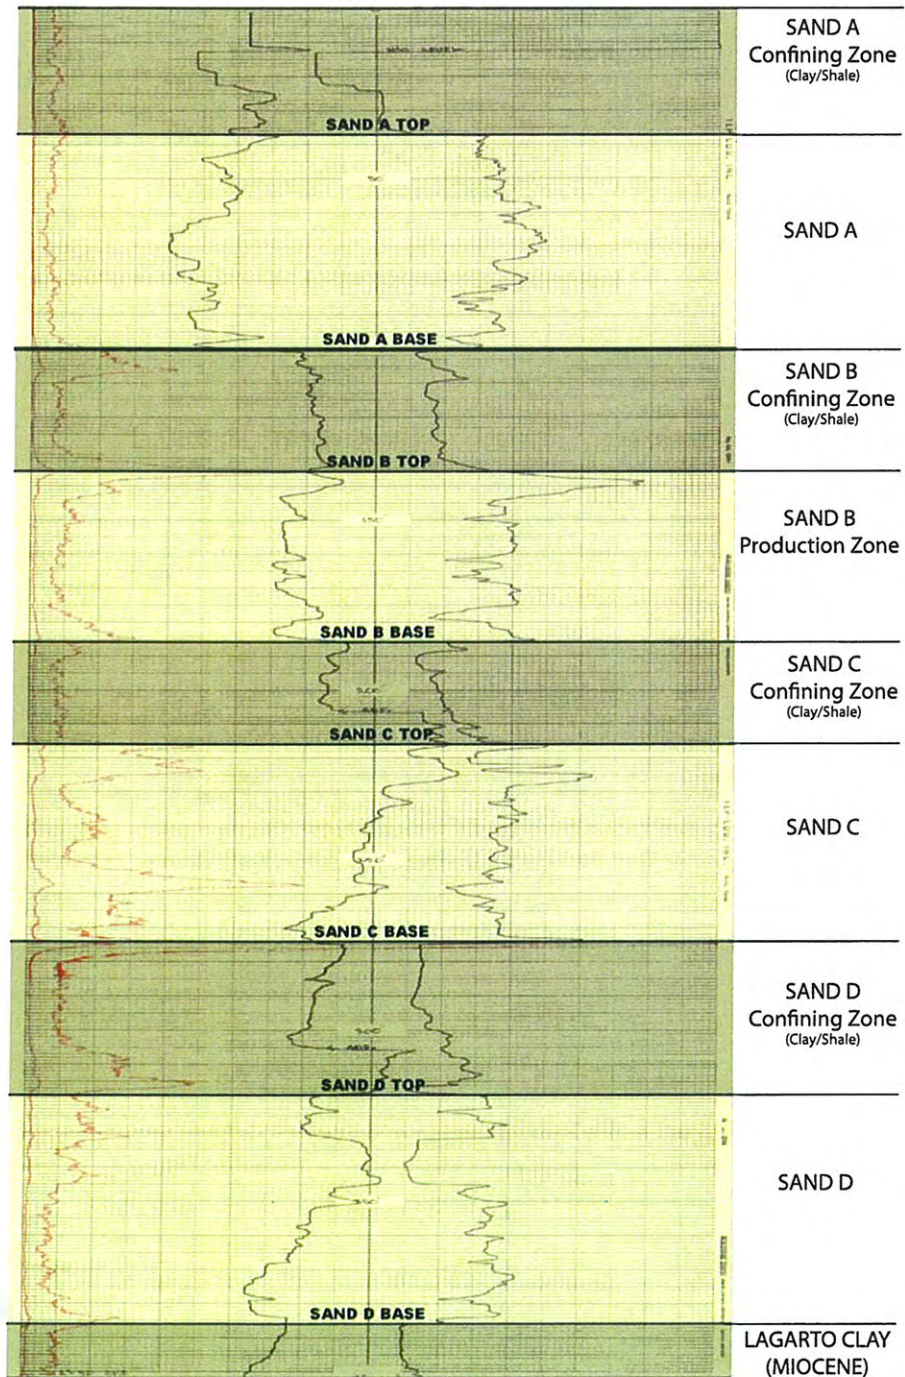 SAND A
Confining Zone
(Clay/Shale)
SAND A TOP
SAND A
SAND A BASE
SAND B
Confining Zone
(Clay/Shale)
SAND B TOP
SAND B
Production Zone
SAND B BASE
SAND C
Confining Zone
(Clay/Shale)
SAND C TOP
SAND C
SAND C BASE
SAND D
Confining Zone
(Clay/Shale)
SAND D TOP
SAND D
SAND D BASE
LAGARTO CLAY
(MIOCENE)